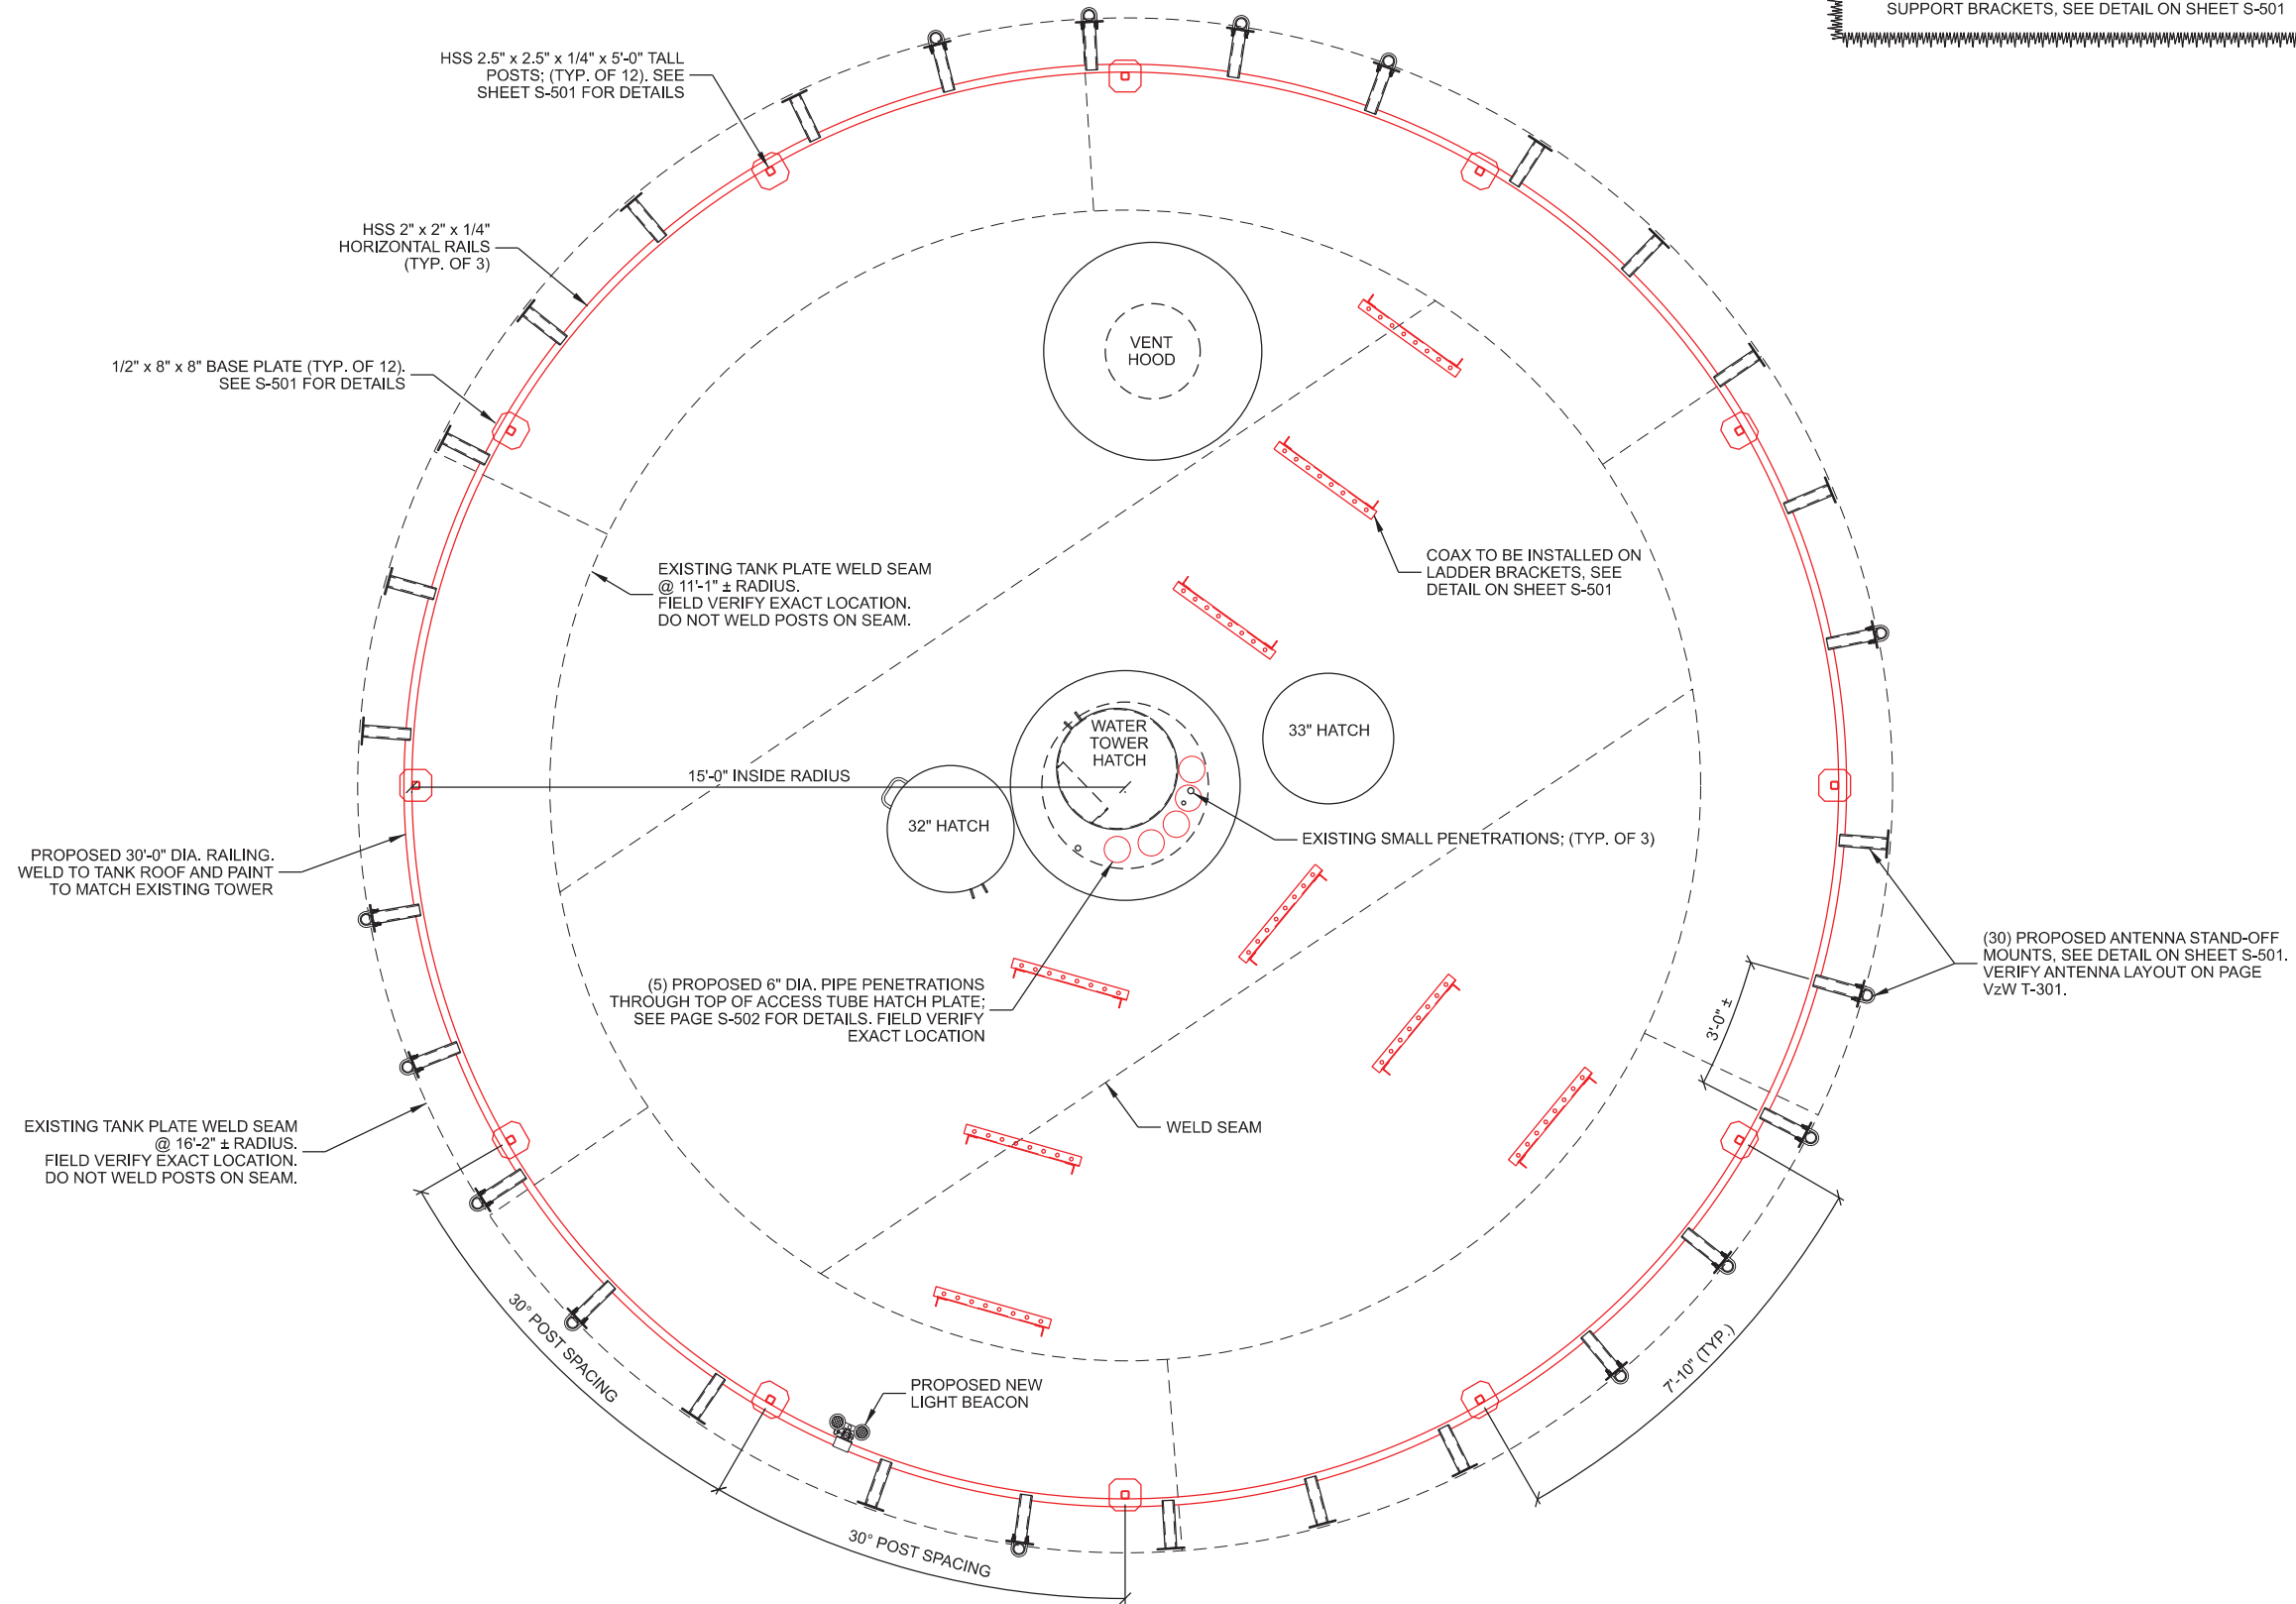 SUPPORT BRACKETS, SEE DETAIL ON SHEET S-501
HSS 2.5" x 2.5" x 1/4" x 5'-0" TALL
POSTS; (TYP. OF 12). SEE
SHEET S-501 FOR DETAILS
HSS 2" x 2" x 1/4"
HORIZONTAL RAILS
(TYP. OF 3)
1/2" x 8" x 8" BASE PLATE (TYP. OF 12).
SEE S-501 FOR DETAILS
VENT
HOOD
EXISTING TANK PLATE WELD SEAM
@ 11'-1" ± RADIUS.
FIELD VERIFY EXACT LOCATION.
DO NOT WELD POSTS ON SEAM.
COAX TO BE INSTALLED ON
LADDER BRACKETS, SEE
DETAIL ON SHEET S-501
WATER
TOWER
HATCH
33" HATCH
15'-0" INSIDE RADIUS
32" HATCH
EXISTING SMALL PENETRATIONS; (TYP. OF 3)
PROPOSED 30'-0" DIA. RAILING.
WELD TO TANK ROOF AND PAINT
TO MATCH EXISTING TOWER
(30) PROPOSED ANTENNA STAND-OFF
MOUNTS, SEE DETAIL ON SHEET S-501.
VERIFY ANTENNA LAYOUT ON PAGE
VzW T-301.
(5) PROPOSED 6" DIA. PIPE PENETRATIONS
THROUGH TOP OF ACCESS TUBE HATCH PLATE;
SEE PAGE S-502 FOR DETAILS. FIELD VERIFY
EXACT LOCATION
3'-0" ±
EXISTING TANK PLATE WELD SEAM
@ 16'-2" ± RADIUS.
FIELD VERIFY EXACT LOCATION.
DO NOT WELD POSTS ON SEAM.
WELD SEAM
30° POST SPACING
PROPOSED NEW
LIGHT BEACON
7'-10" (TYP.)
30° POST SPACING